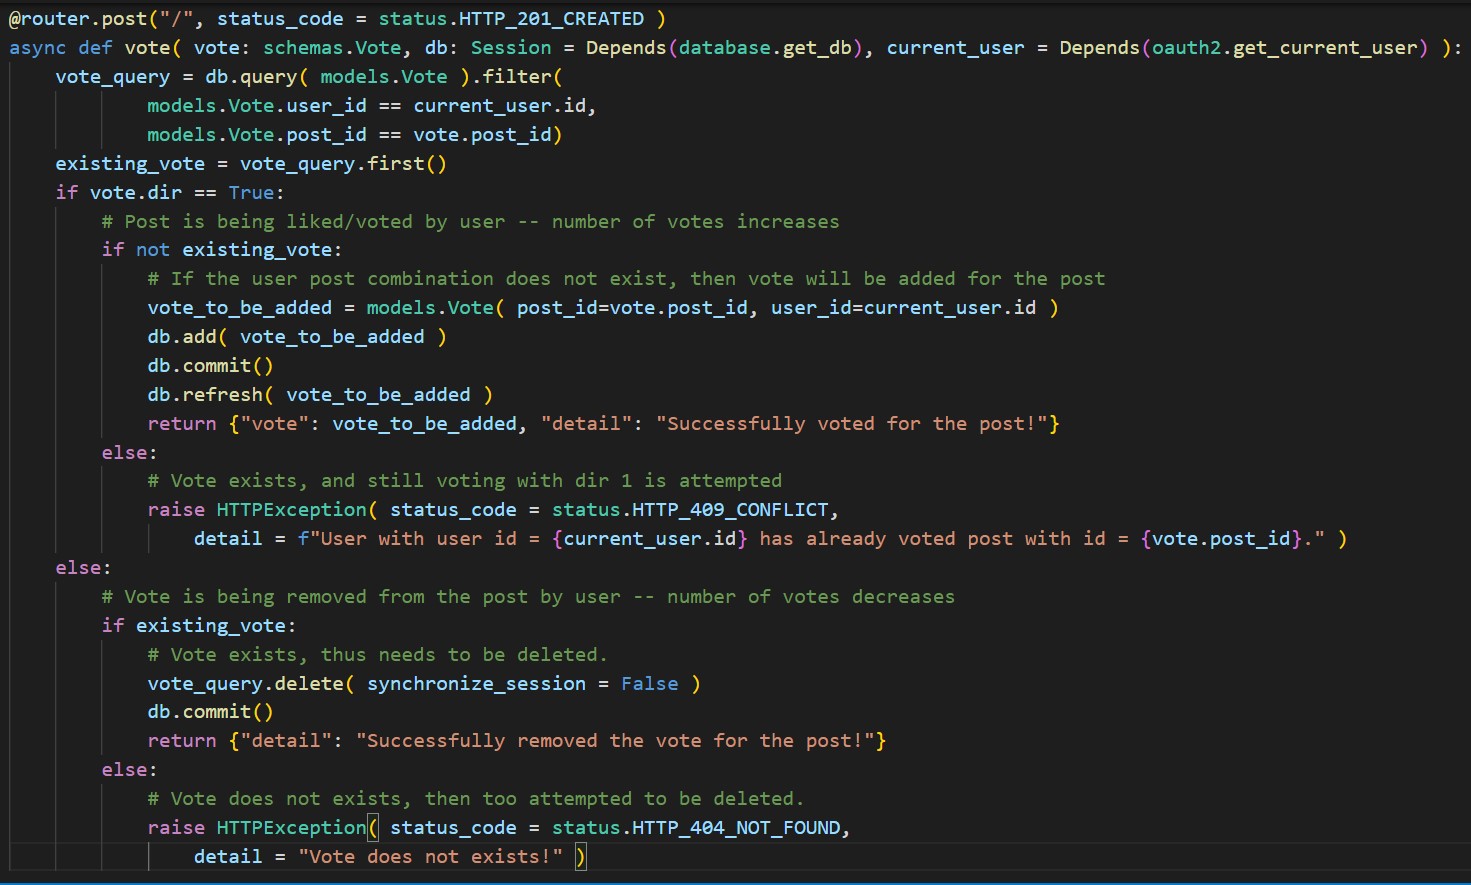 @router.post("/", status_code = status.HTTP_201_CREATED )
async def vote( vote: schemas.Vote, db: Session = Depends(database.get_db), current_user = Depends(oauth2.get_current_user) ):
    vote_query = db.query( models.Vote ).filter(
            models.Vote.user_id == current_user.id,
            models.Vote.post_id == vote.post_id)
    existing_vote = vote_query.first()
    if vote.dir == True:
        # Post is being liked/voted by user -- number of votes increases
        if not existing_vote:
            # If the user post combination does not exist, then vote will be added for the post
            vote_to_be_added = models.Vote( post_id=vote.post_id, user_id=current_user.id )
            db.add( vote_to_be_added )
            db.commit()
            db.refresh( vote_to_be_added )
            return {"vote": vote_to_be_added, "detail": "Successfully voted for the post!"}
        else:
            # Vote exists, and still voting with dir 1 is attempted
            raise HTTPException( status_code = status.HTTP_409_CONFLICT,
                detail = f"User with user id = {current_user.id} has already voted post with id = {vote.post_id}." )
    else:
        # Vote is being removed from the post by user -- number of votes decreases
        if existing_vote:
            # Vote exists, thus needs to be deleted.
            vote_query.delete( synchronize_session = False )
            db.commit()
            return {"detail": "Successfully removed the vote for the post!"}
        else:
            # Vote does not exists, then too attempted to be deleted.
            raise HTTPException( status_code = status.HTTP_404_NOT_FOUND,
                detail = "Vote does not exists!" )